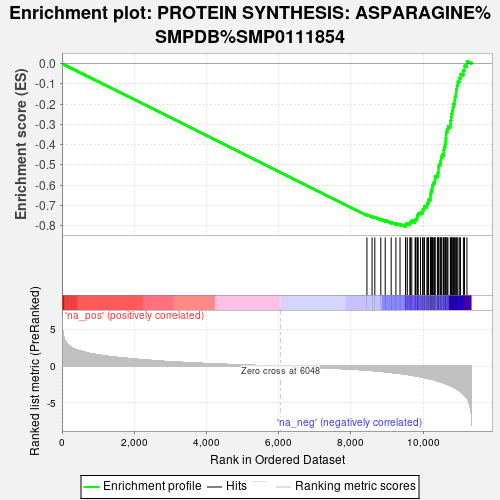 Enrichment plot: PROTEIN SYNTHESIS: ASPARAGINE%
SMPDB%SMP0111854
Enrichment score (ES)
0.0
-0.1
-0.2
-0.3
-0.4
-0.5
-0.6
-0.7
-0.8
'na_pos' (positively correlated)
Ranked list metric (PreRanked)
5
0
-5
Zero cross at 6048
'na_neg' (negatively correlated)
0
2,000
4,000
6,000
8,000
10,000
Rank in Ordered Dataset
Enrichment profile
Hits
Ranking metric scores